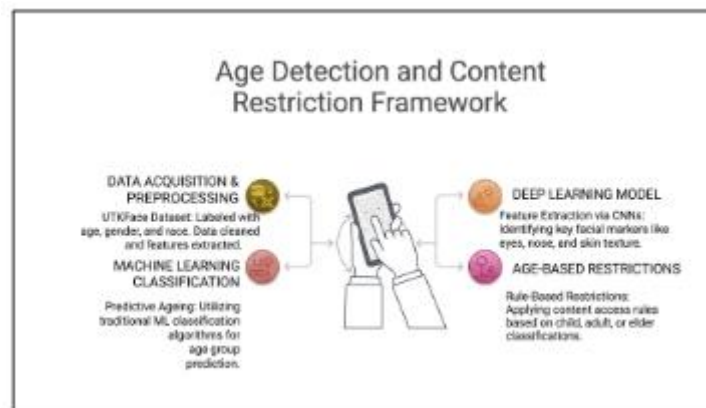 Age Detection and Content
Restriction Framework
DATA ACQUISITION &
PREPROCESSING
UTKFace Dataset: Labeled with
age, gender, and race. Data cleaned
and features extracted.
MACHINE LEARNING
CLASSIFICATION
Predictive Ageing: Utilizing
traditional ML classification
algorithms for
age group
prediction.
DEEP LEARNING MODEL
Feature Extraction via CNNs:
Identifying key facial markers like
eyes, nose, and skin texture.
AGE-BASED RESTRICTIONS
Rule-Based Restrictions:
Applying content access rules
based on child, adult, or elder
classifications.